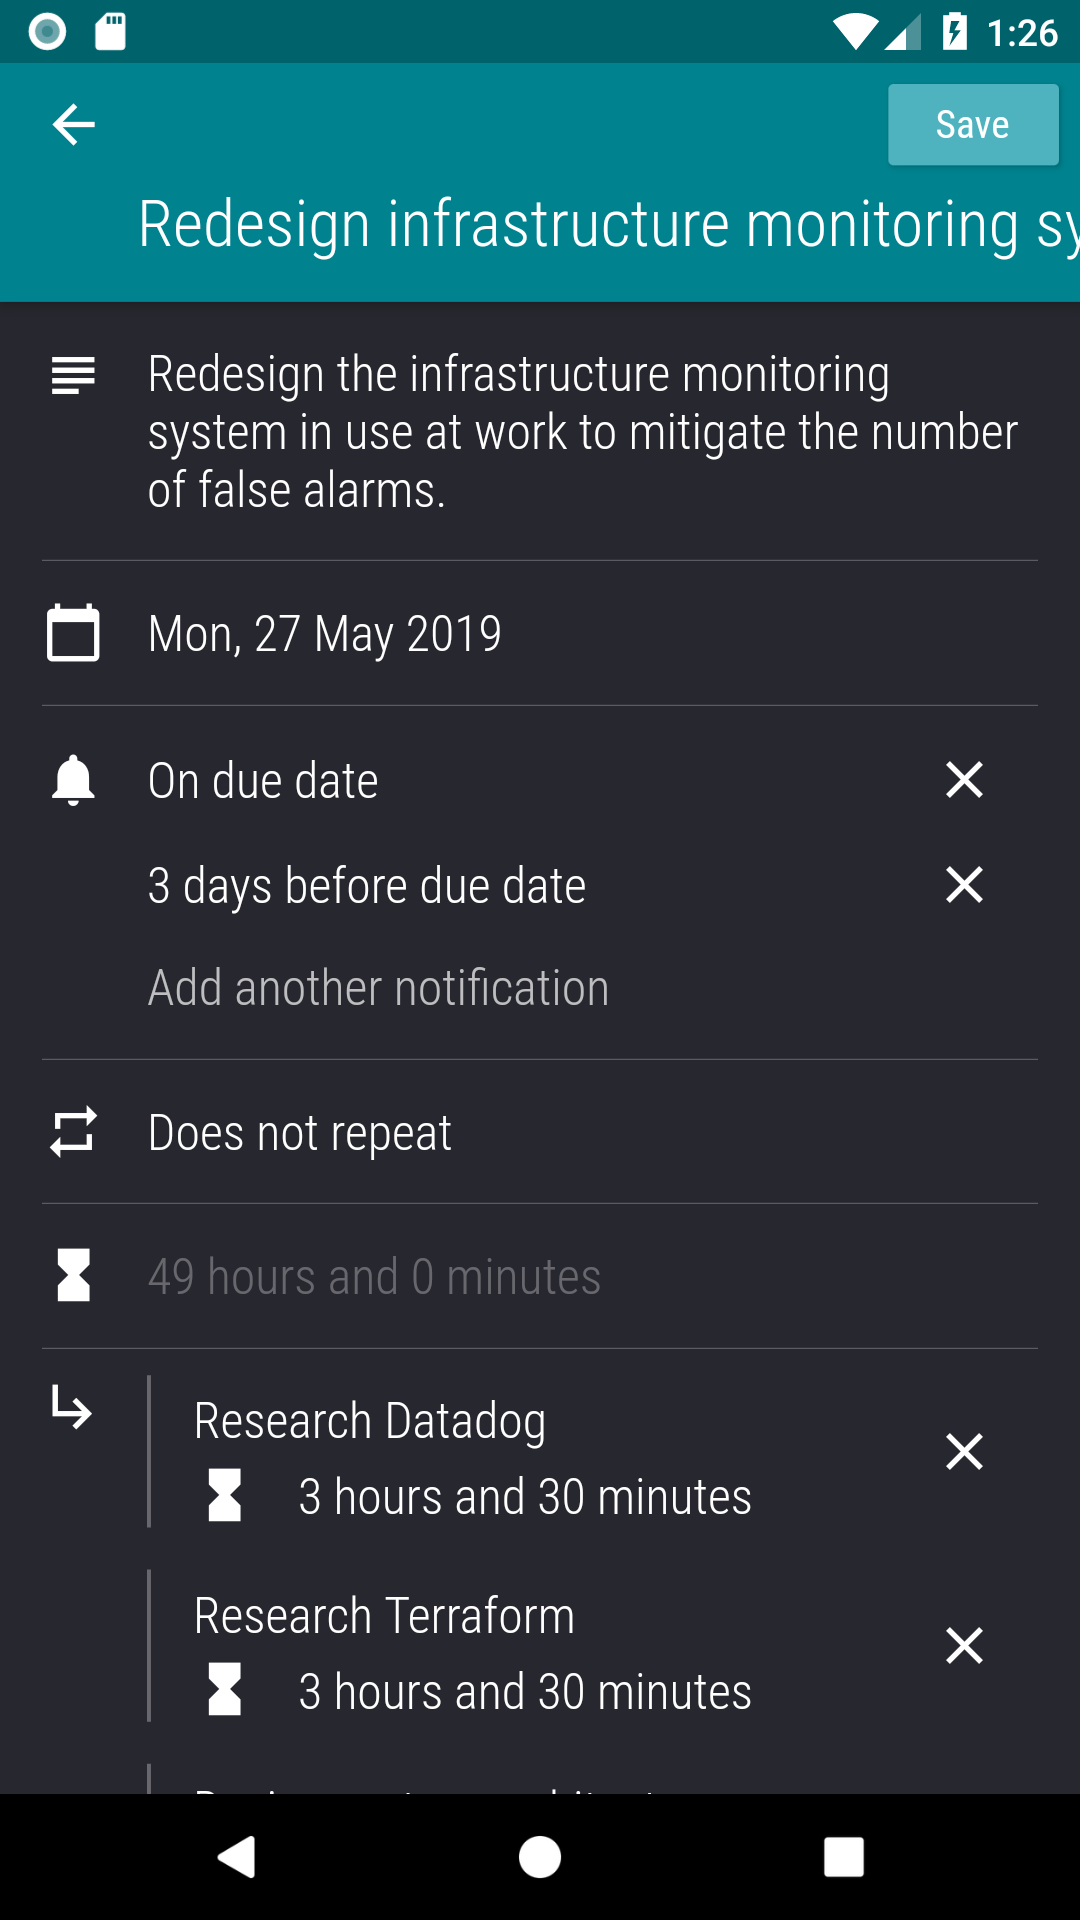 1:26
Save
Redesign infrastructure monitoring sy
Redesign the infrastructure monitoring
system in use at work to mitigate the number
of false alarms.
Mon, 27 May 2019
On due date
3 days before due date
Add another notification
Does not repeat
49 hours and 0 minutes
Research Datadog
3 hours and 30 minutes
Research Terraform
3 hours and 30 minutes